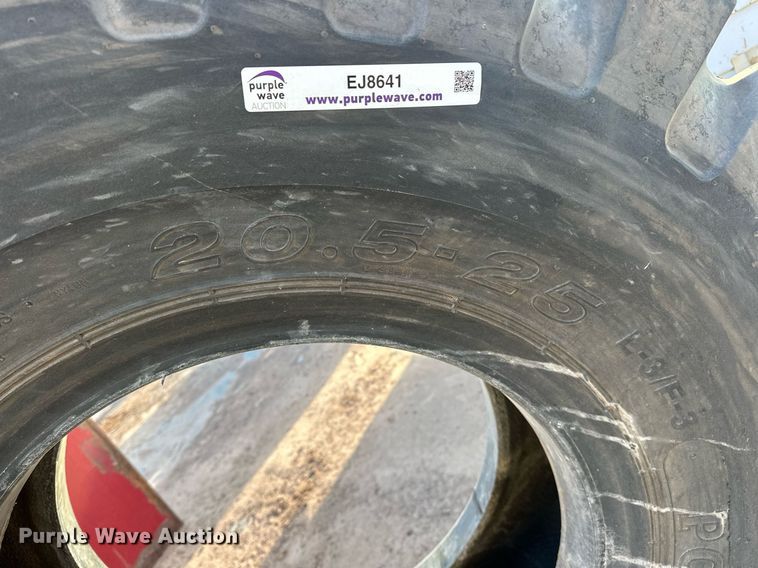 purple
wave
AUCTION
EJ8641
www.purplewave.com
20.5-25
L-3/E-3
Purple Wave Auction